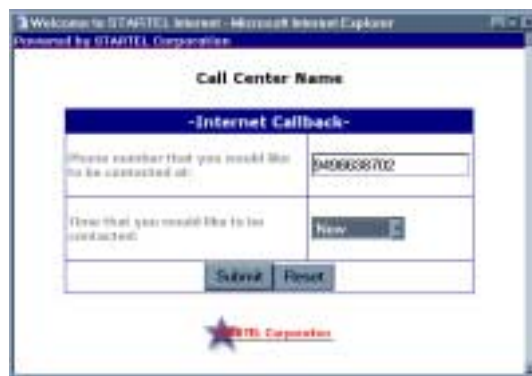 Welcome to STARTEL Internet - Microsoft Internet Explorer
Powered by STARTEL Corporation
Call Center Name
-Internet Callback-
Phone number that you would like
to be contacted at:
9496638702
Time that you would like to be
contacted:
Now
Submit Reset
STARTEL Corporation